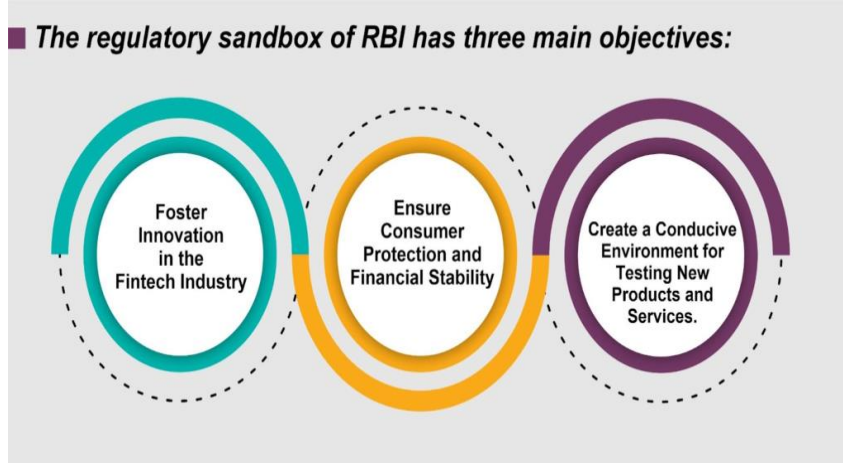 The regulatory sandbox of RBI has three main objectives:
Foster
Innovation
in the
Fintech Industry
Ensure
Consumer
Protection and
Financial Stability
Create a Conducive
Environment for
Testing New
Products and
Services.